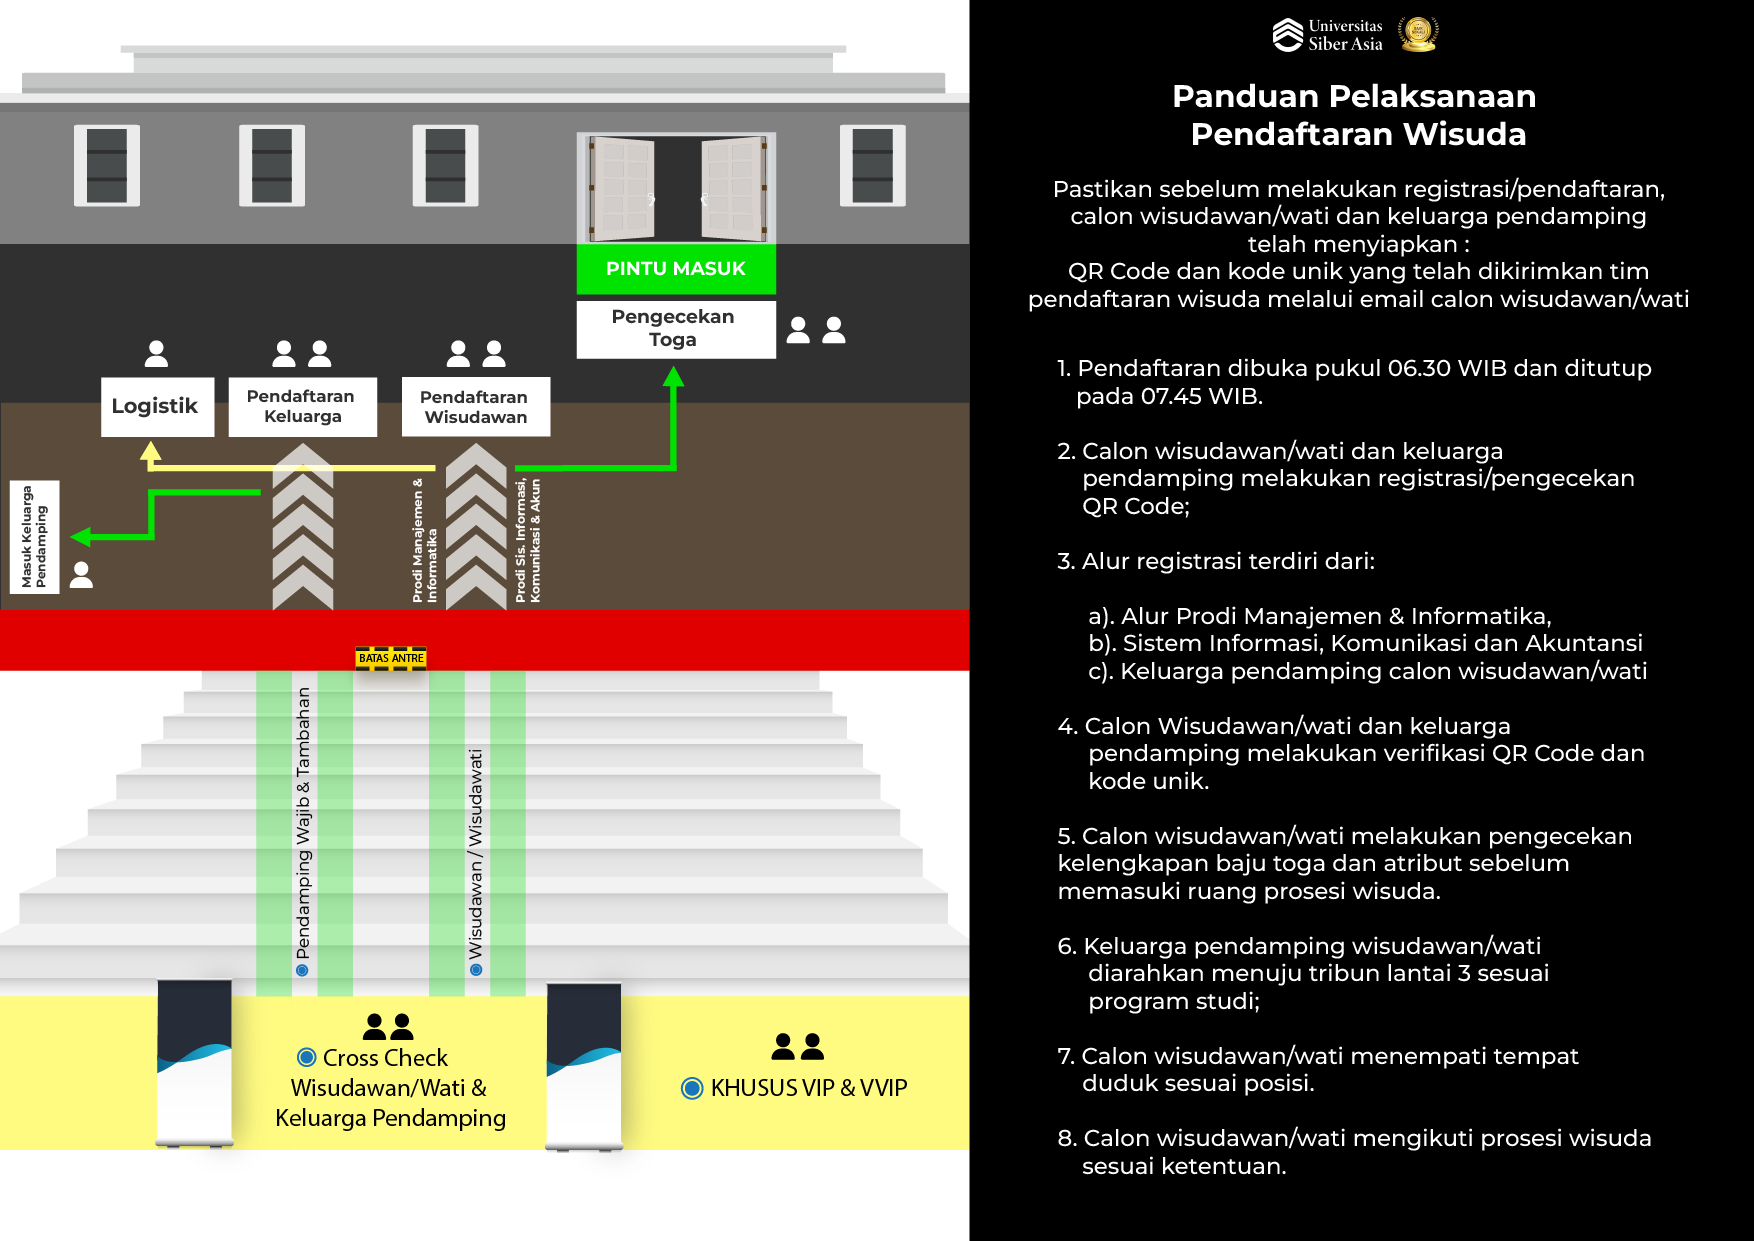 PINTU MASUK
Pengecekan
Toga
Logistik
Pendaftaran
Keluarga
Pendaftaran
Wisudawan
Masuk Keluarga
Pendamping
Prodi Manajemen &
Informatika
Prodi Sis. Informasi,
Komunikasi & Akun
BATAS ANTRE
Pendamping Wajib & Tambahan
Wisudawan / Wisudawati
Cross Check
Wisudawan/Wati &
Keluarga Pendamping
KHUSUS VIP & VVIP
Universitas
Siber Asia
Panduan Pelaksanaan
Pendaftaran Wisuda
Pastikan sebelum melakukan registrasi/pendaftaran,
calon wisudawan/wati dan keluarga pendamping
telah menyiapkan :
QR Code dan kode unik yang telah dikirimkan tim
pendaftaran wisuda melalui email calon wisudawan/wati
1. Pendaftaran dibuka pukul 06.30 WIB dan ditutup
pada 07.45 WIB.
2. Calon wisudawan/wati dan keluarga
pendamping melakukan registrasi/pengecekan
QR Code;
3. Alur registrasi terdiri dari:
a). Alur Prodi Manajemen & Informatika,
b). Sistem Informasi, Komunikasi dan Akuntansi
c). Keluarga pendamping calon wisudawan/wati
4. Calon Wisudawan/wati dan keluarga
pendamping melakukan verifikasi QR Code dan
kode unik.
5. Calon wisudawan/wati melakukan pengecekan
kelengkapan baju toga dan atribut sebelum
memasuki ruang prosesi wisuda.
6. Keluarga pendamping wisudawan/wati
diarahkan menuju tribun lantai 3 sesuai
program studi;
7. Calon wisudawan/wati menempati tempat
duduk sesuai posisi.
8. Calon wisudawan/wati mengikuti prosesi wisuda
sesuai ketentuan.